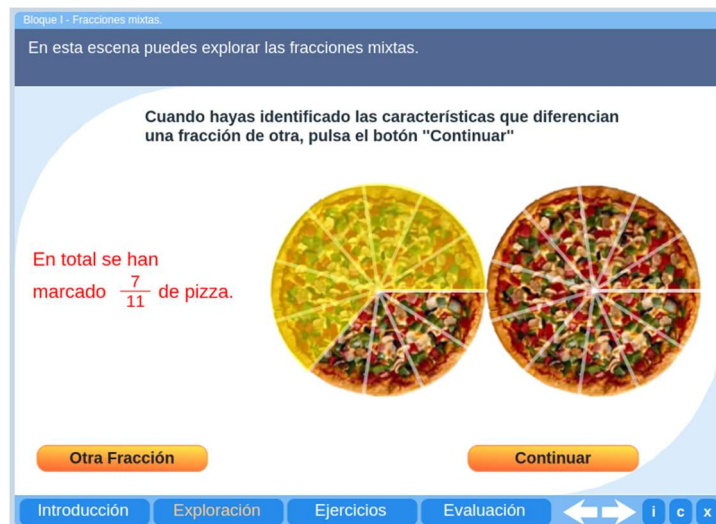 Bloque I - Fracciones mixtas.
En esta escena puedes explorar las fracciones mixtas.
Cuando hayas identificado las características que diferencian
una fracción de otra, pulsa el botón "Continuar"
En total se han
marcado 7/11 de pizza.
Otra Fracción
Continuar
Introducción
Exploración
Ejercicios
Evaluación
i
c
x